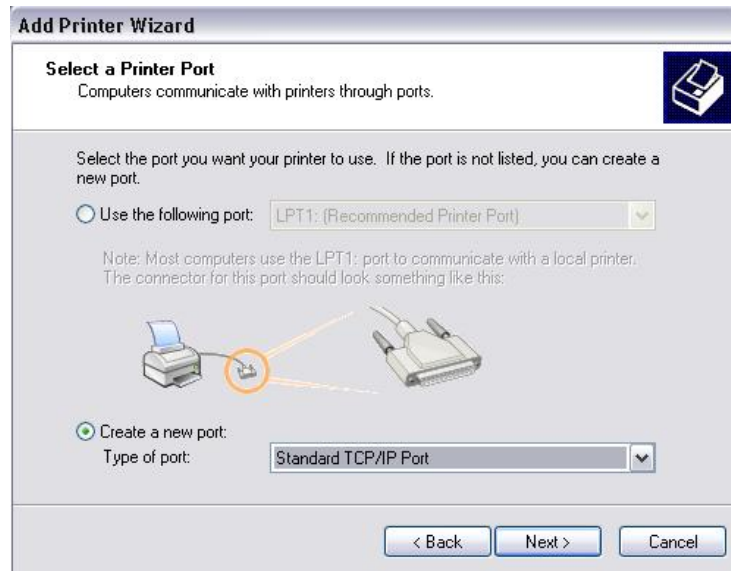 Add Printer Wizard
Select a Printer Port
Computers communicate with printers through ports.
Select the port you want your printer to use. If the port is not listed, you can create a
new port.
Use the following port: LPT1: (Recommended Printer Port)
Note: Most computers use the LPT1: port to communicate with a local printer.
The connector for this port should look something like this:
Create a new port:
Type of port: Standard TCP/IP Port
< Back Next > Cancel